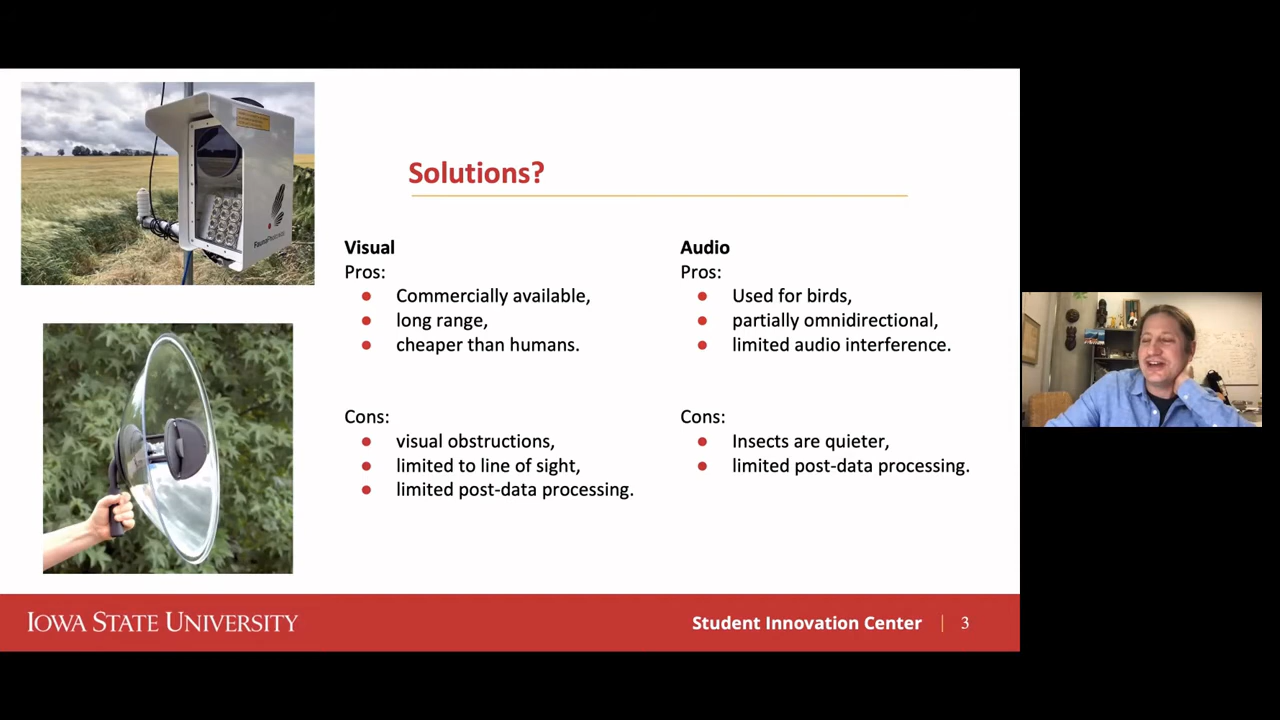 Solutions?
Visual
Pros:
Commercially available,
long range,
cheaper than humans.
Cons:
visual obstructions,
limited to line of sight,
limited post-data processing.
Audio
Pros:
Used for birds,
partially omnidirectional,
limited audio interference.
Cons:
Insects are quieter,
limited post-data processing.
IOWA STATE UNIVERSITY
Student Innovation Center | 3